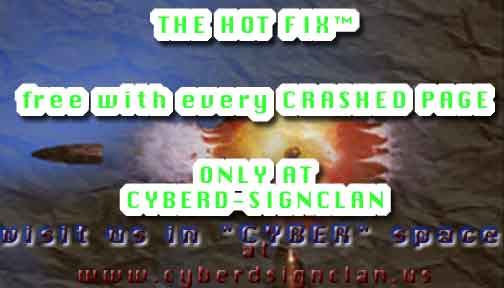 THE HOT FIX™
free with every CRASHED PAGE
ONLY AT
CYBERD-SIGNCLAN
wisit us in "CYBER" space
at
www.cyberdsignclan.us